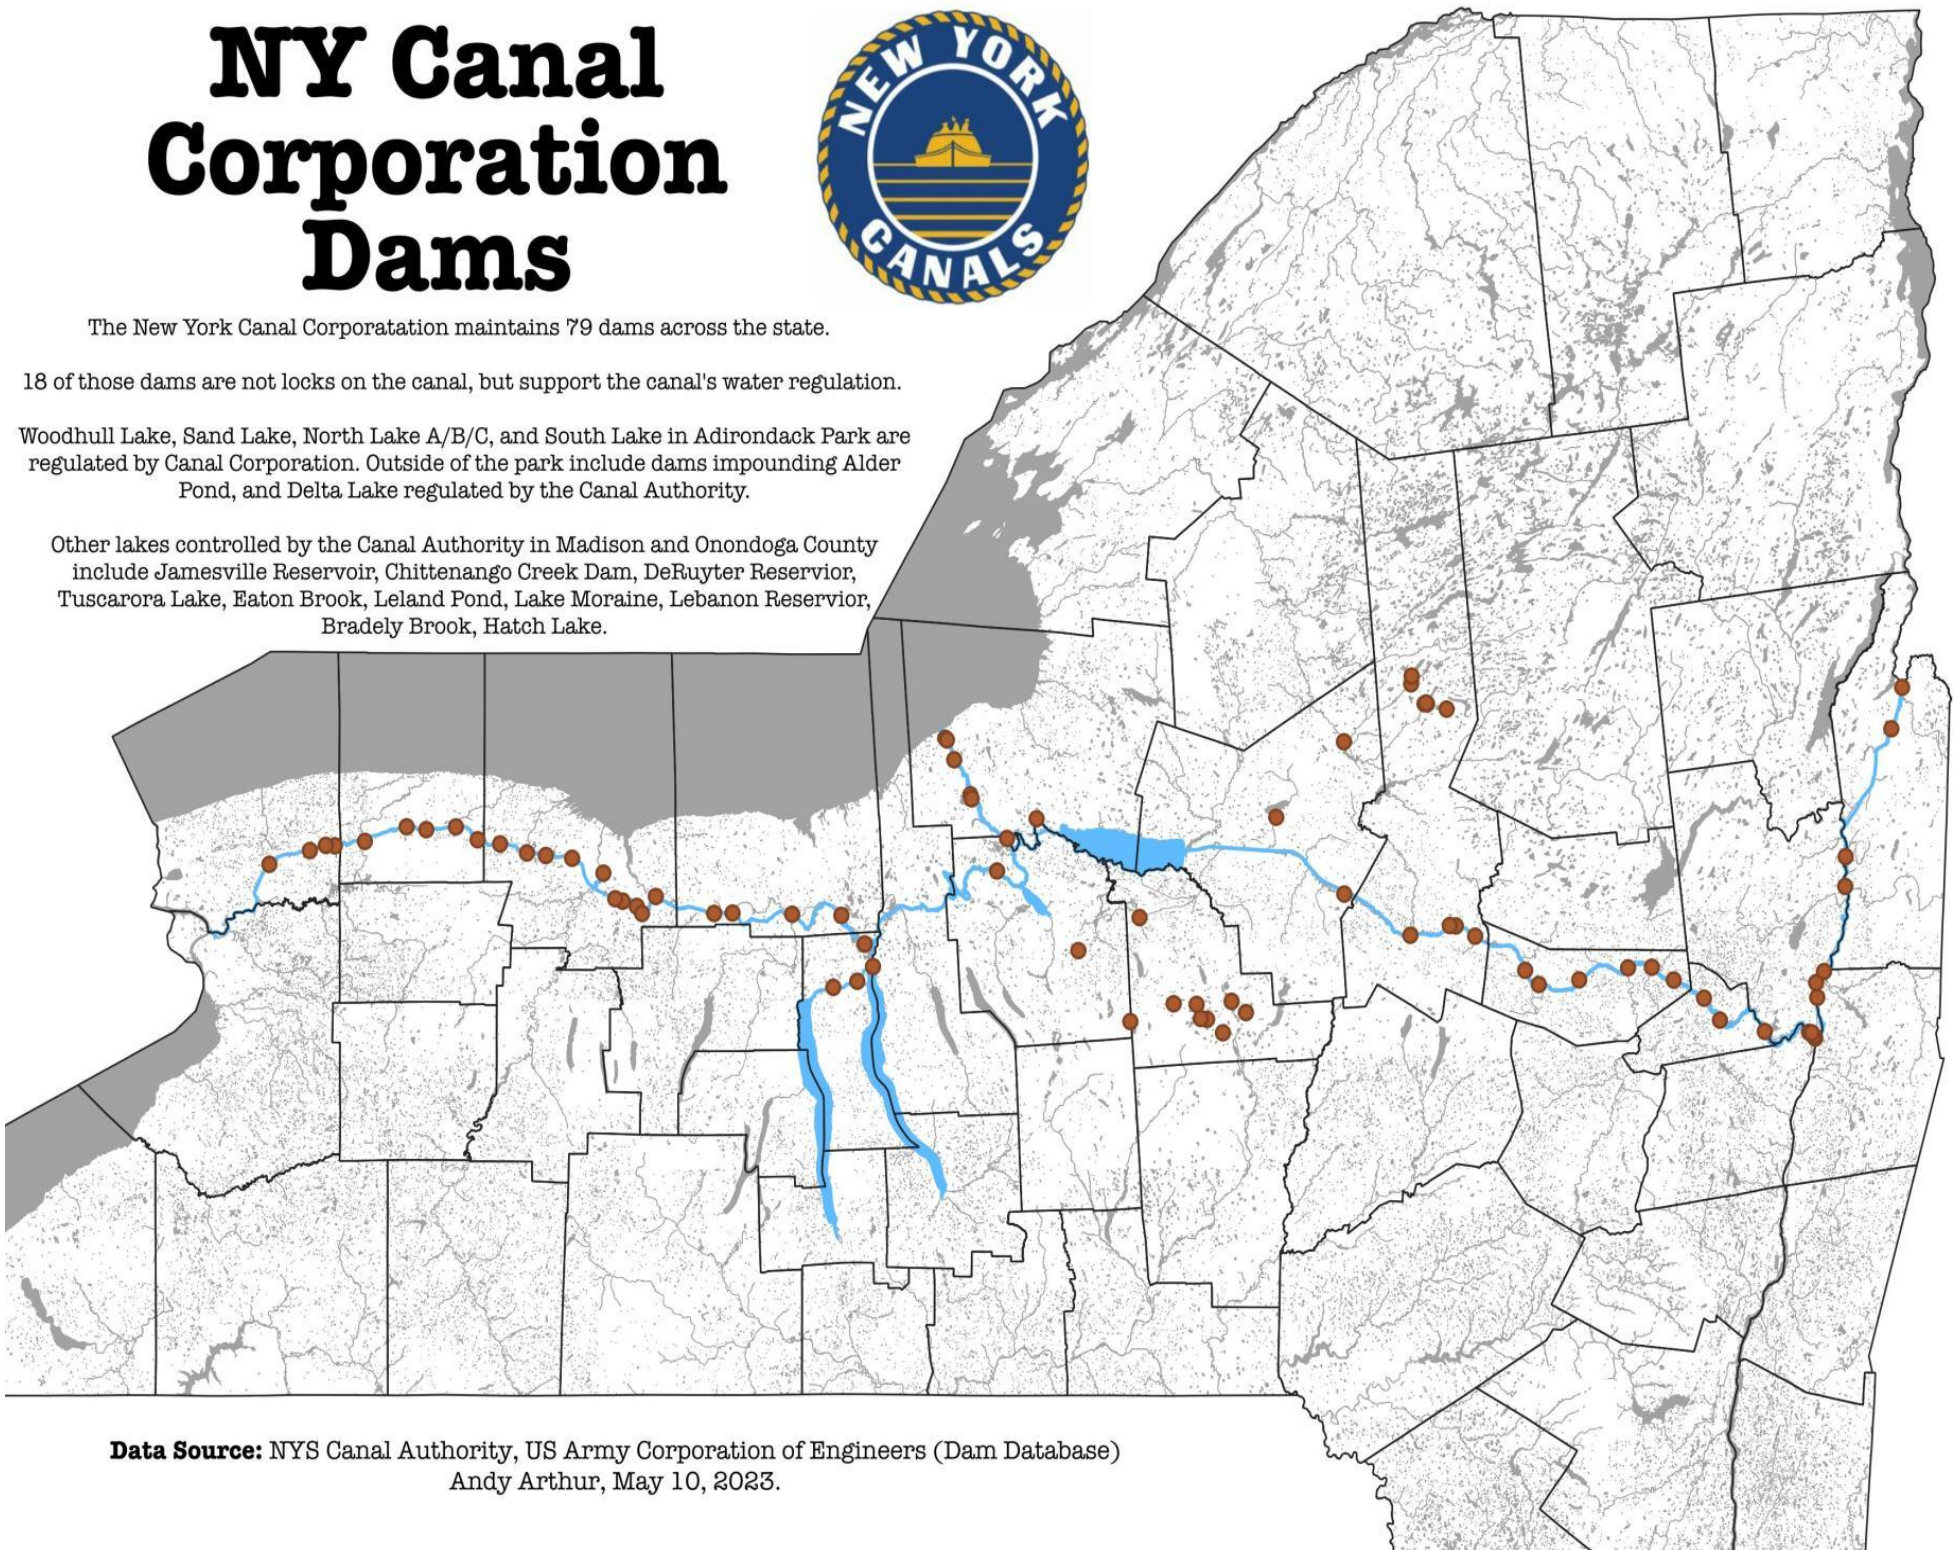 NY Canal
Corporation
Dams
NEW YORK
CANALS
The New York Canal Corporatation maintains 79 dams across the state.
18 of those dams are not locks on the canal, but support the canal's water regulation.
Woodhull Lake, Sand Lake, North Lake A/B/C, and South Lake in Adirondack Park are
regulated by Canal Corporation. Outside of the park include dams impounding Alder
Pond, and Delta Lake regulated by the Canal Authority.
Other lakes controlled by the Canal Authority in Madison and Onondoga County
include Jamesville Reservoir, Chittenango Creek Dam, DeRuyter Reservior,
Tuscarora Lake, Eaton Brook, Leland Pond, Lake Moraine, Lebanon Reservior,
Bradely Brook, Hatch Lake.
Data Source: NYS Canal Authority, US Army Corporation of Engineers (Dam Database)
Andy Arthur, May 10, 2023.